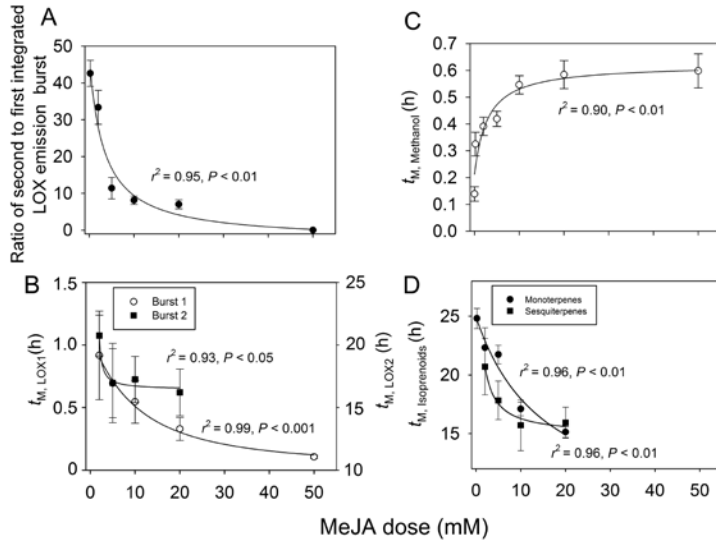 A
Ratio of second to first integrated
LOX emission burst
50
40
30
20
10
0
r² = 0.95, P < 0.01
B
1.5
1.0
0.5
0
t_M, LOX1 (h)
Burst 1
Burst 2
r² = 0.93, P < 0.05
r² = 0.99, P < 0.001
25
20
15
10
t_M, LOX2 (h)
0 10 20 30 40 50
C
0.8
0.7
0.6
0.5
0.4
0.3
0.2
0.1
0.0
t_M, Methanol (h)
r² = 0.90, P < 0.01
D
25
20
15
t_M, Isoprenoids (h)
Monoterpenes
Sesquiterpenes
r² = 0.96, P < 0.01
r² = 0.96, P < 0.01
0 10 20 30 40 50
MeJA dose (mM)